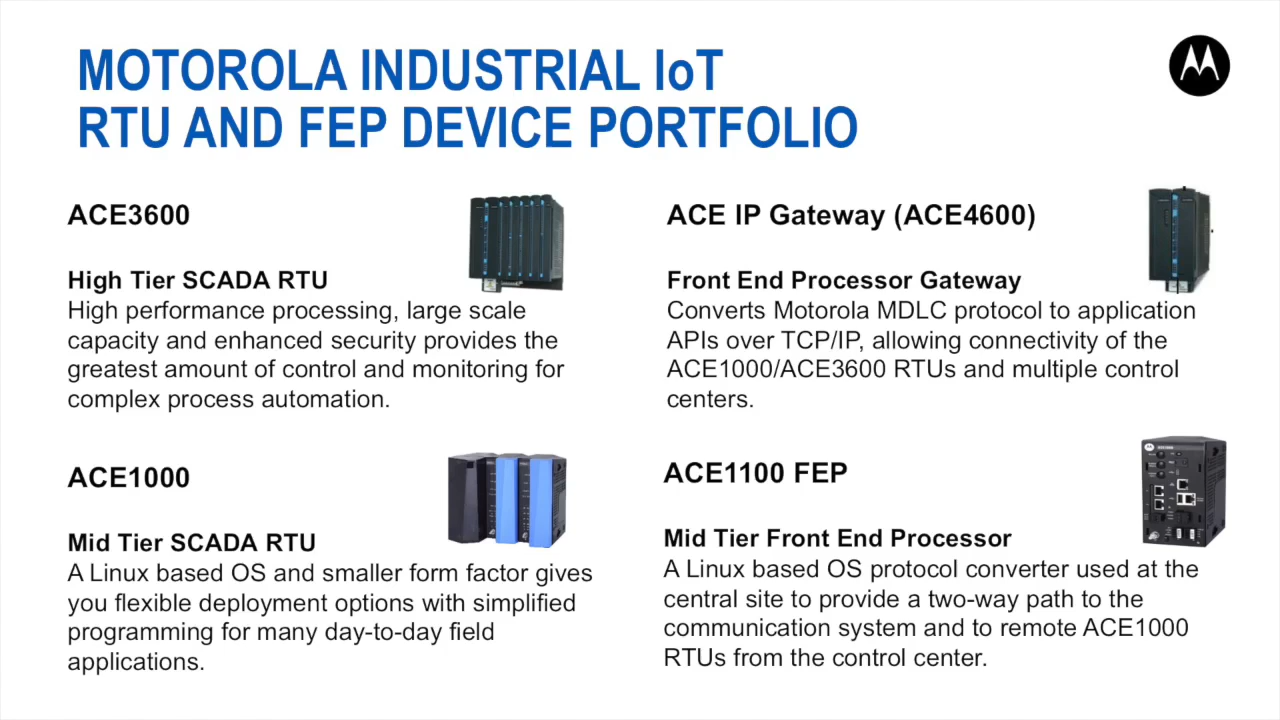 MOTOROLA INDUSTRIAL IoT
RTU AND FEP DEVICE PORTFOLIO
ACE3600
High Tier SCADA RTU
High performance processing, large scale
capacity and enhanced security provides the
greatest amount of control and monitoring for
complex process automation.
ACE IP Gateway (ACE4600)
Front End Processor Gateway
Converts Motorola MDLC protocol to application
APIs over TCP/IP, allowing connectivity of the
ACE1000/ACE3600 RTUs and multiple control
centers.
ACE1000
Mid Tier SCADA RTU
A Linux based OS and smaller form factor gives
you flexible deployment options with simplified
programming for many day-to-day field
applications.
ACE1100 FEP
Mid Tier Front End Processor
A Linux based OS protocol converter used at the
central site to provide a two-way path to the
communication system and to remote ACE1000
RTUs from the control center.